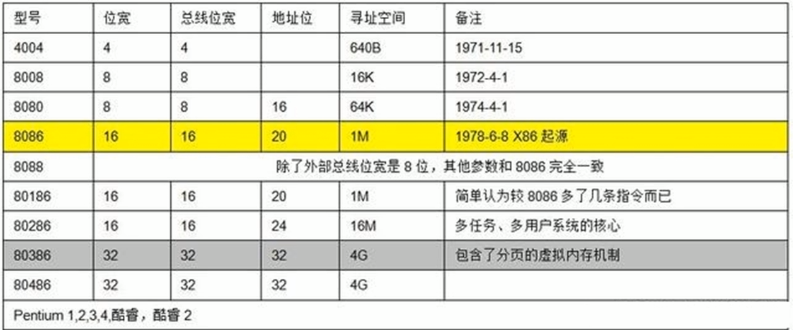 型号 位宽 总线位宽 地址位 寻址空间 备注
4004 4 4 640B 1971-11-15
8008 8 8 16K 1972-4-1
8080 8 8 16 64K 1974-4-1
8086 16 16 20 1M 1978-6-8 X86 起源
8088 除了外部总线位宽是 8 位，其他参数和 8086 完全一致
80186 16 16 20 1M 简单认为较 8086 多了几条指令而已
80286 16 16 24 16M 多任务、多用户系统的核心
80386 32 32 32 4G 包含了分页的虚拟内存机制
80486 32 32 32 4G
Pentium 1,2,3,4,酷睿，酷睿 2